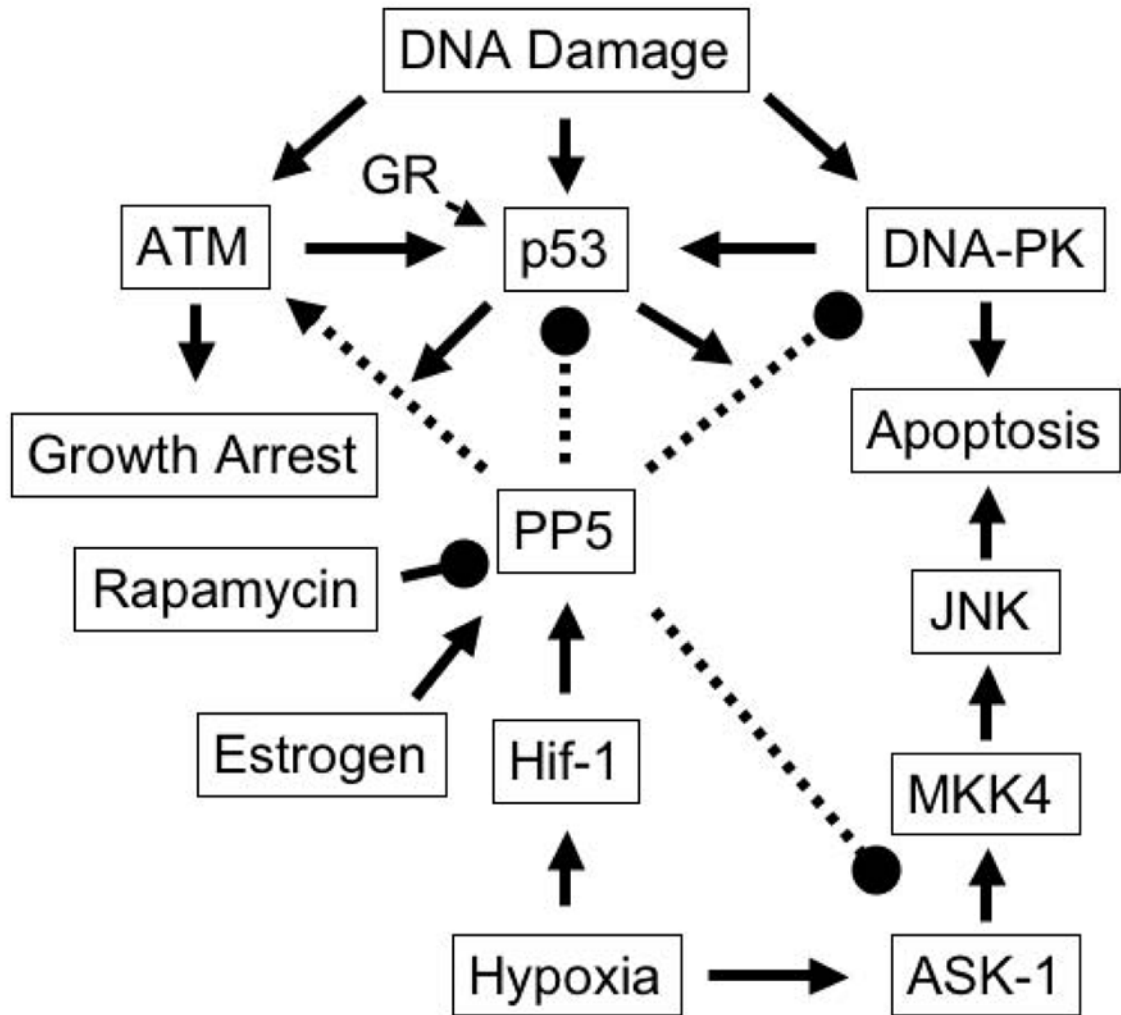 DNA Damage
GR
ATM
p53
DNA-PK
Growth Arrest
Apoptosis
PP5
Rapamycin
JNK
Estrogen
Hif-1
MKK4
Hypoxia
ASK-1